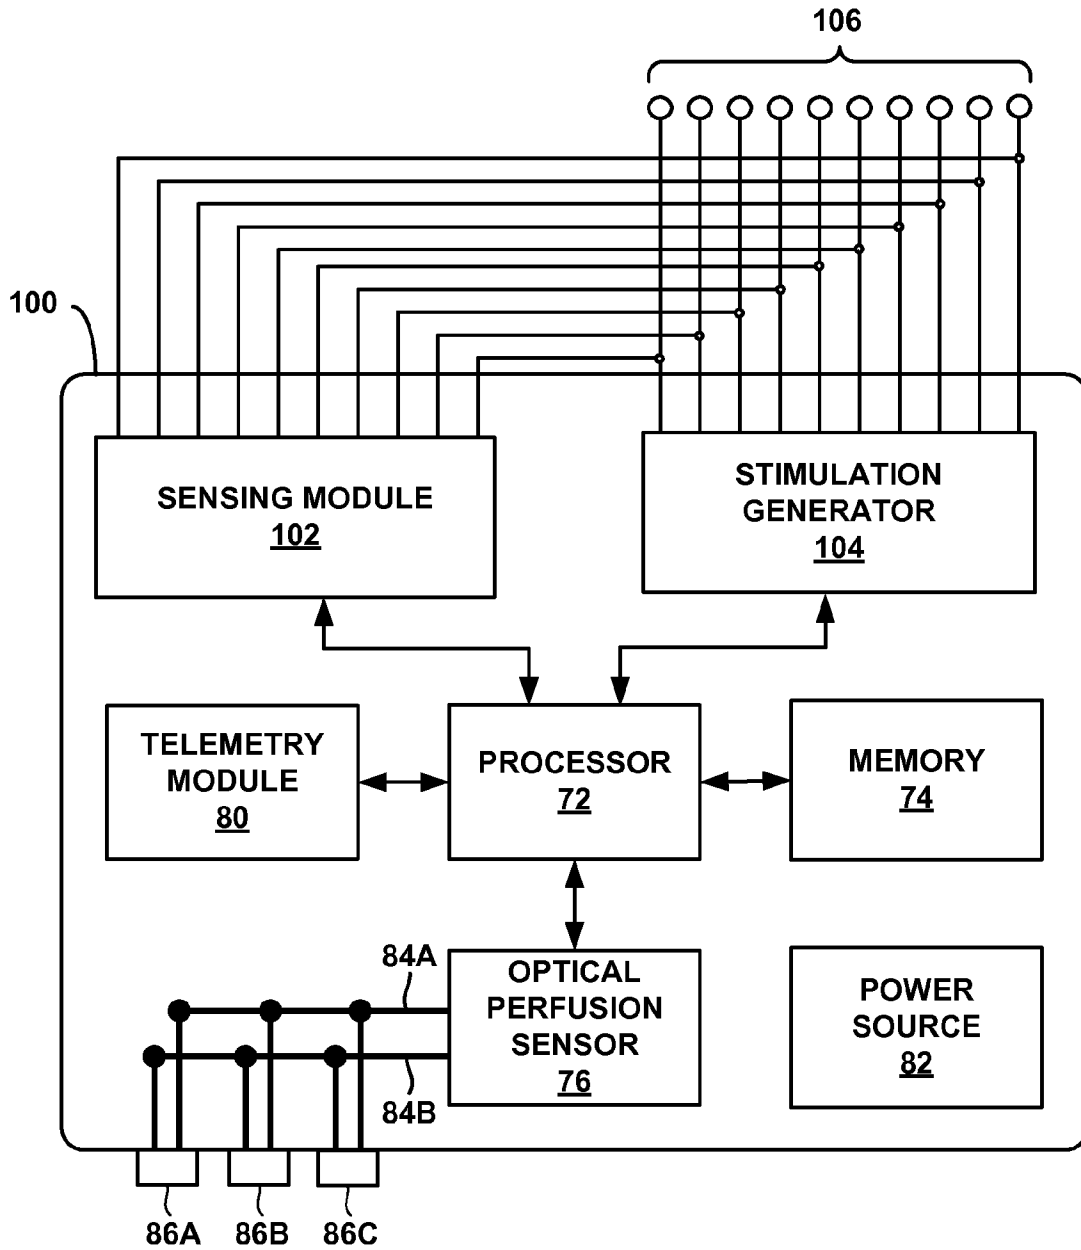 106
100
SENSING MODULE
102
STIMULATION
GENERATOR
104
TELEMETRY
MODULE
80
PROCESSOR
72
MEMORY
74
84A
OPTICAL
PERFUSION
SENSOR
76
84B
POWER
SOURCE
82
86A
86B
86C